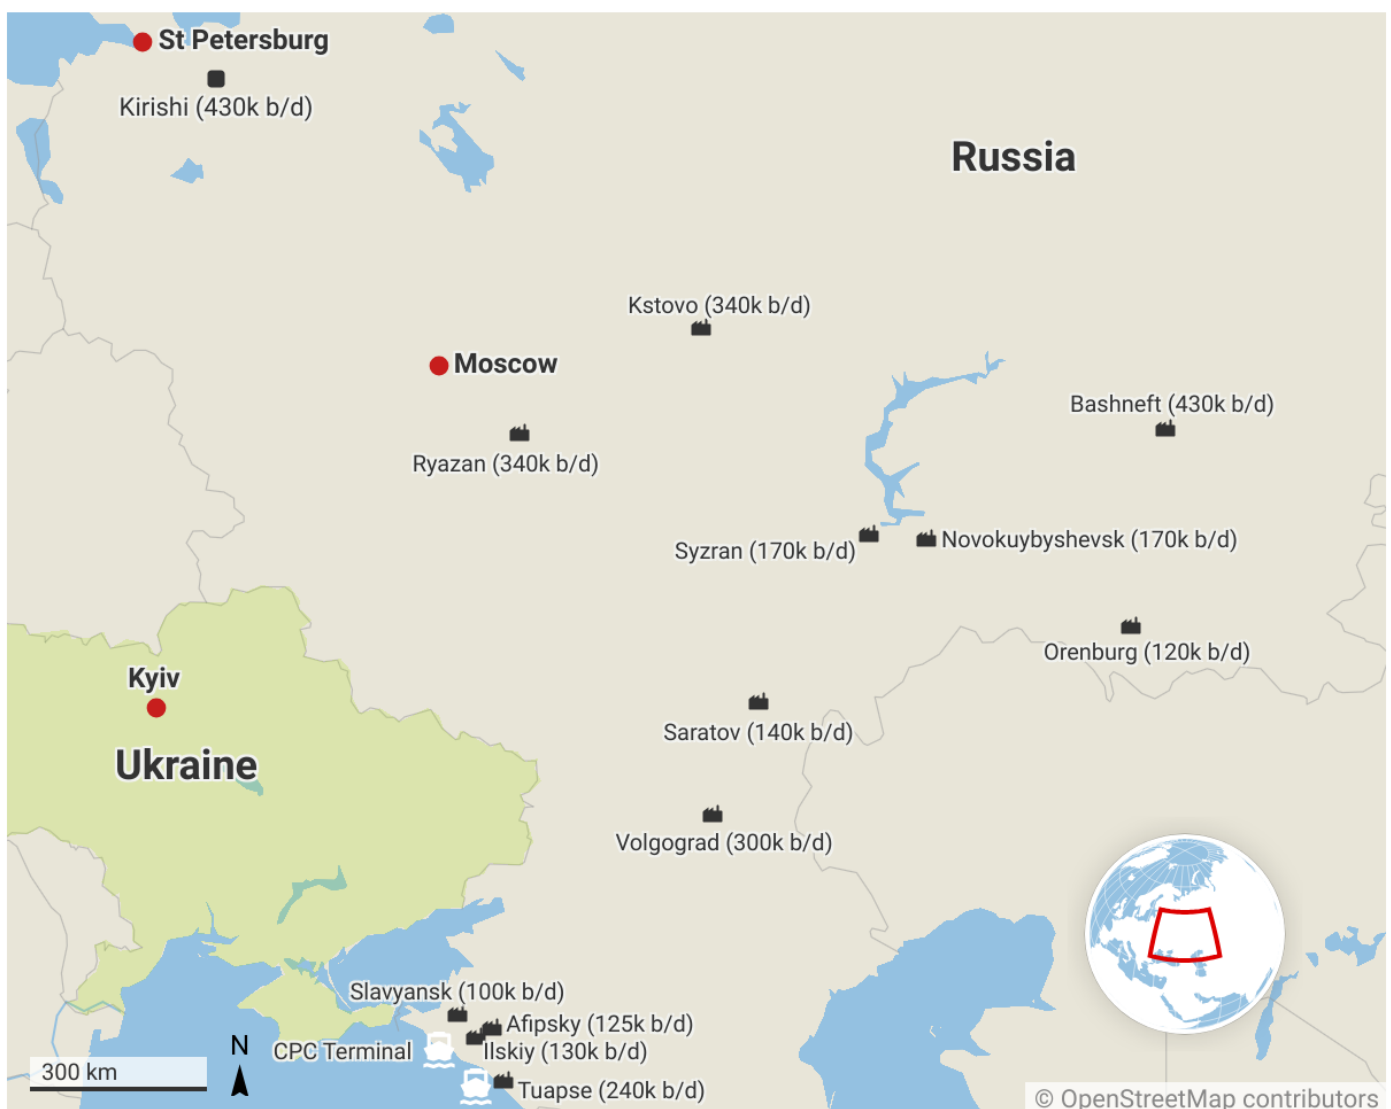 St Petersburg
Kirishi (430k b/d)
Russia
Kstovo (340k b/d)
Moscow
Bashneft (430k b/d)
Ryazan (340k b/d)
Syzran (170k b/d)
Novokuybyshevsk (170k b/d)
Orenburg (120k b/d)
Kyiv
Saratov (140k b/d)
Ukraine
Volgograd (300k b/d)
Slavyansk (100k b/d)
Afipsky (125k b/d)
CPC Terminal
Ilskiy (130k b/d)
N
300 km
Tuapse (240k b/d)
© OpenStreetMap contributors